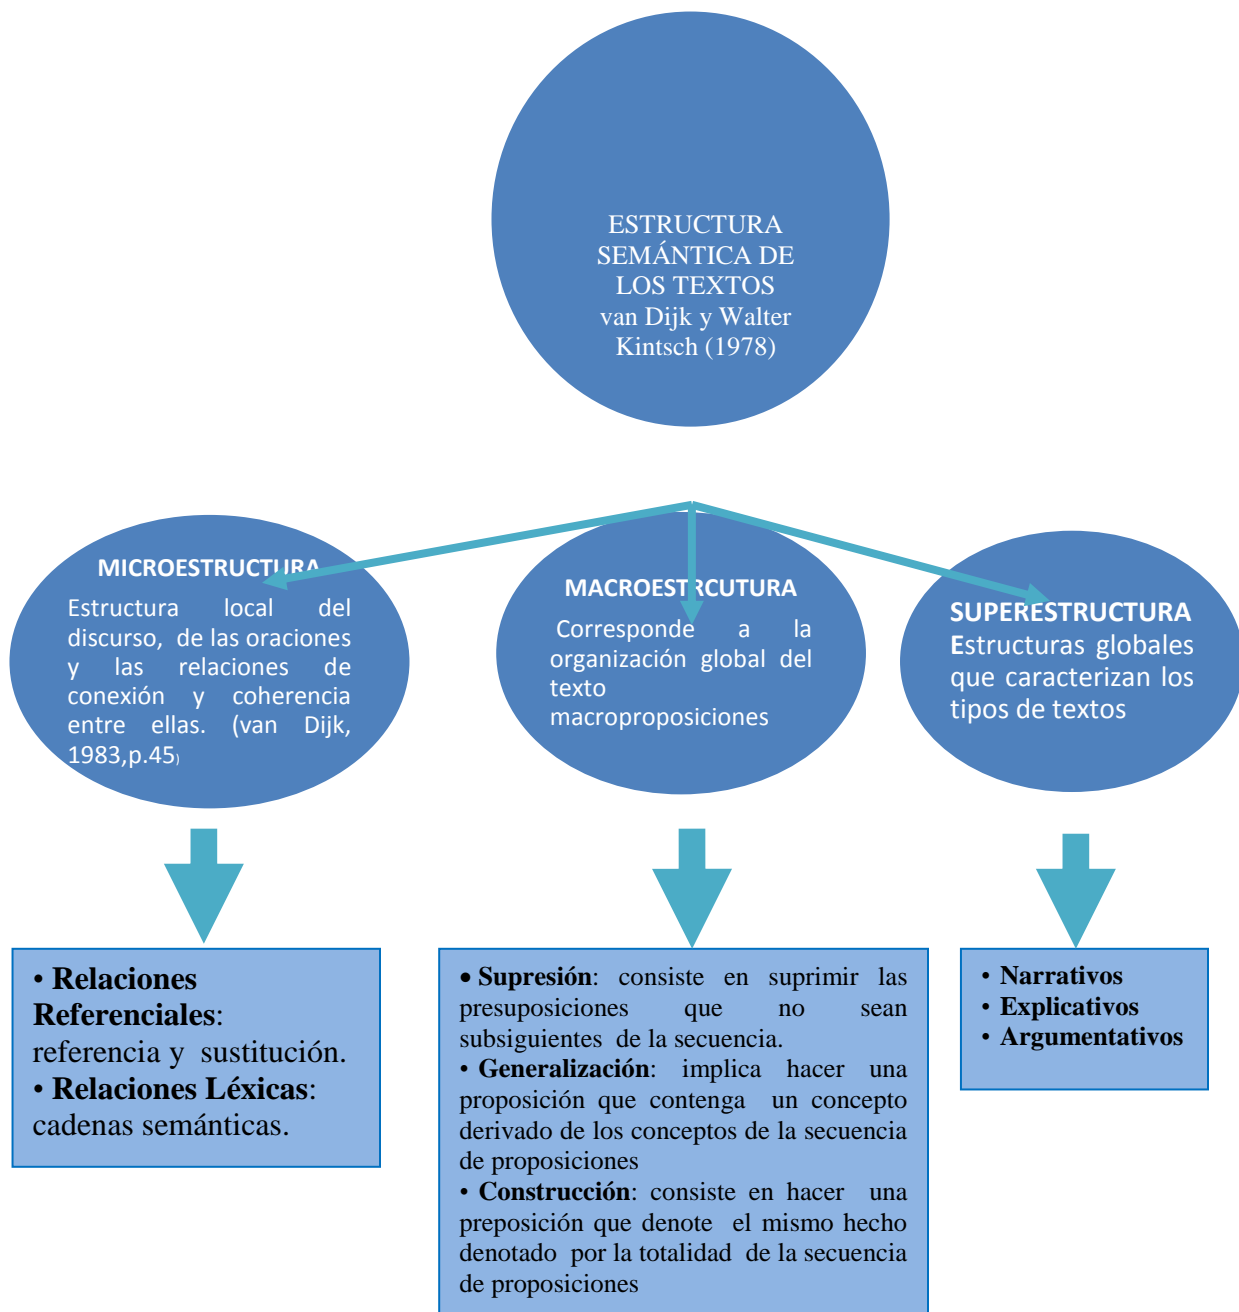 ESTRUCTURA
SEMÁNTICA DE
LOS TEXTOS
van Dijk y Walter
Kintsch (1978)
MICROESTRUCTURA
Estructura local del
discurso, de las oraciones
y las relaciones de
conexión y coherencia
entre ellas. (van Dijk,
1983,p.45)
MACROESTRCUTURA
Corresponde a la
organización global del
texto
macroproposiciones
SUPERESTRUCTURA
Estructuras globales
que caracterizan los
tipos de textos
• Relaciones
Referenciales:
referencia y sustitución.
• Relaciones Léxicas:
cadenas semánticas.
• Supresión: consiste en suprimir las
presuposiciones que no sean
subsiguientes de la secuencia.
• Generalización: implica hacer una
proposición que contenga un concepto
derivado de los conceptos de la secuencia
de proposiciones
• Construcción: consiste en hacer una
preposición que denote el mismo hecho
denotado por la totalidad de la secuencia
de proposiciones
• Narrativos
• Explicativos
• Argumentativos